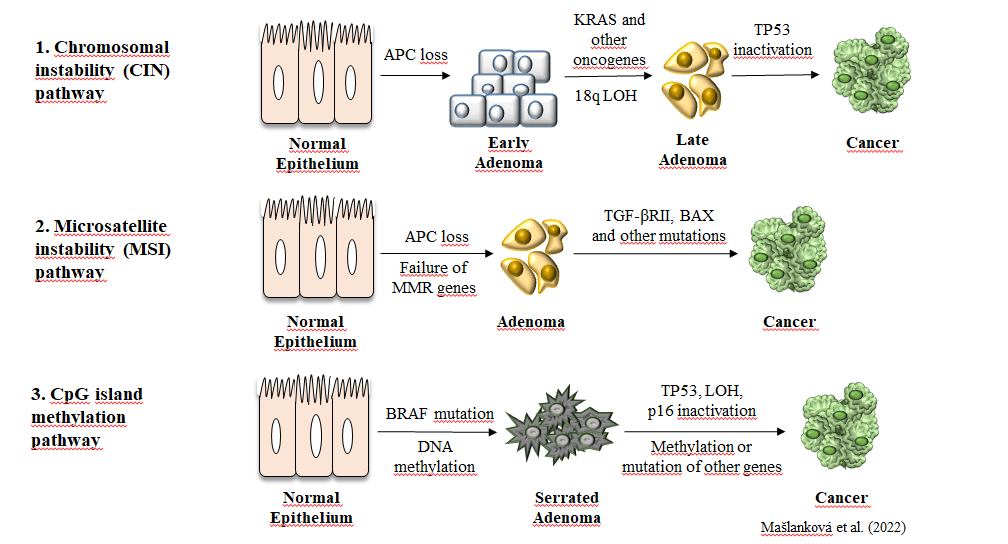 1. Chromosomal
instability (CIN)
pathway
APC loss
KRAS and
other
oncogenes
18q LOH
TP53
inactivation
Normal
Epithelium
Early
Adenoma
Late
Adenoma
Cancer
2. Microsatellite
instability (MSI)
pathway
APC loss
Failure of
MMR genes
TGF-βRII, BAX
and other mutations
Normal
Epithelium
Adenoma
Cancer
3. CpG island
methylation
pathway
BRAF mutation
DNA
methylation
TP53, LOH,
p16 inactivation
Methylation or
mutation of other genes
Normal
Epithelium
Serrated
Adenoma
Cancer
Mašlanková et al. (2022)